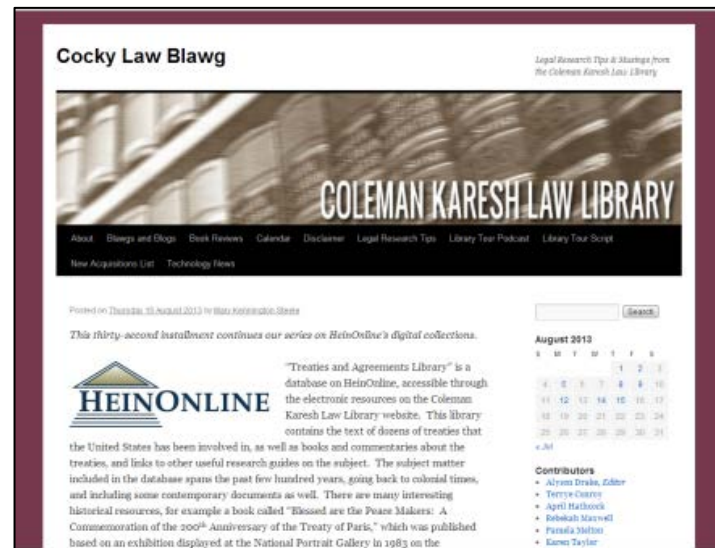 Cocky Law Blawg
Legal Research Tips & Musings from
the Coleman Karesh Law Library
COLEMAN KARESH LAW LIBRARY
About Blawgs and Blogs Book Reviews Calendar Disclaimer Legal Research Tips Library Tour Podcast Library Tour Script
New Acquisitions List Technology News
Posted on Thursday 15 August 2013 by
This thirty-second installment continues our series on HeinOnline's digital collections.
HEINONLINE
"Treaties and Agreements Library" is a
database on HeinOnline, accessible through
the electronic resources on the Coleman
Karesh Law Library website. This library
contains the text of dozens of treaties that
the United States has been involved in, as well as books and commentaries about the
treaties, and links to other useful research guides on the subject. The subject matter
included in the database spans the past few hundred years, going back to colonial times,
and including some contemporary documents as well. There are many interesting
historical resources, for example a book called "Blessed are the Peace Makers: A
Commemoration of the 200th Anniversary of the Treaty of Paris," which was published
based on an exhibition displayed at the National Portrait Gallery in 1983 on the
Search
August 2013
S M T W T F S
1 2 3
4 5 6 7 8 9 10
11 12 13 14 15 16 17
18 19 20 21 22 23 24
25 26 27 28 29 30 31
« Jul
Contributors
Alyson Drake, Editor
Terrye Conroy
April Hathcock
Rebekah Maxwell
Pamela Melton
Karen Taylor